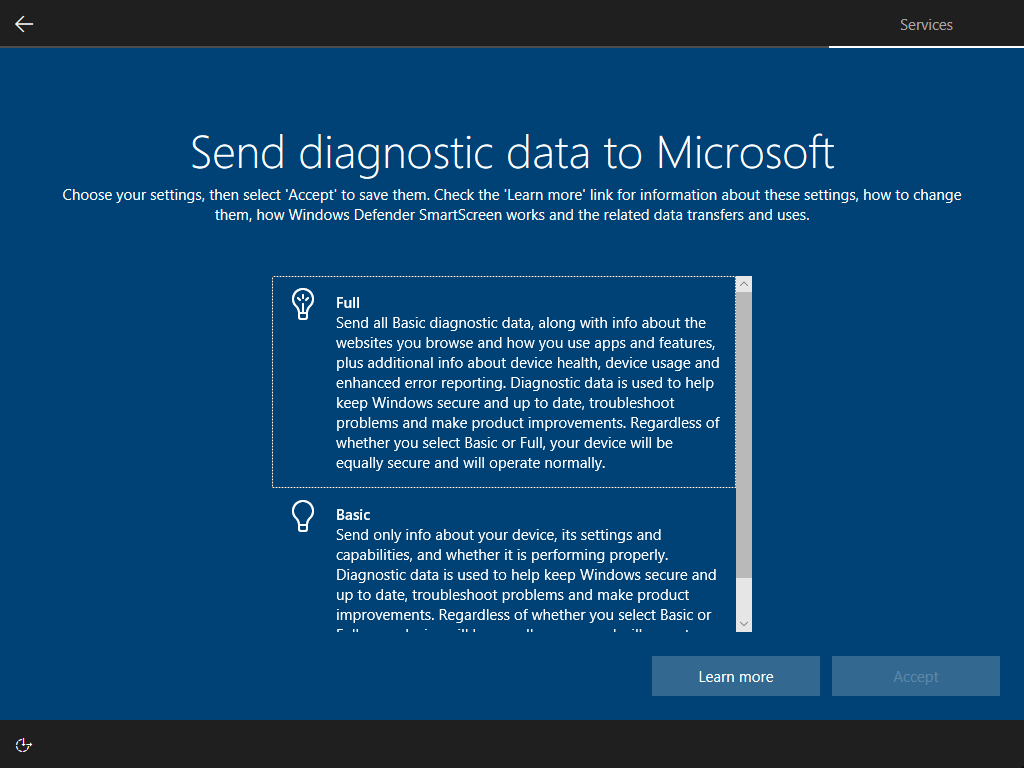 Services
Send diagnostic data to Microsoft
Choose your settings, then select 'Accept' to save them. Check the 'Learn more' link for information about these settings, how to change
them, how Windows Defender SmartScreen works and the related data transfers and uses.
Full
Send all Basic diagnostic data, along with info about the
websites you browse and how you use apps and features,
plus additional info about device health, device usage and
enhanced error reporting. Diagnostic data is used to help
keep Windows secure and up to date, troubleshoot
problems and make product improvements. Regardless of
whether you select Basic or Full, your device will be
equally secure and will operate normally.
Basic
Send only info about your device, its settings and
capabilities, and whether it is performing properly.
Diagnostic data is used to help keep Windows secure and
up to date, troubleshoot problems and make product
improvements. Regardless of whether you select Basic or
Learn more
Accept